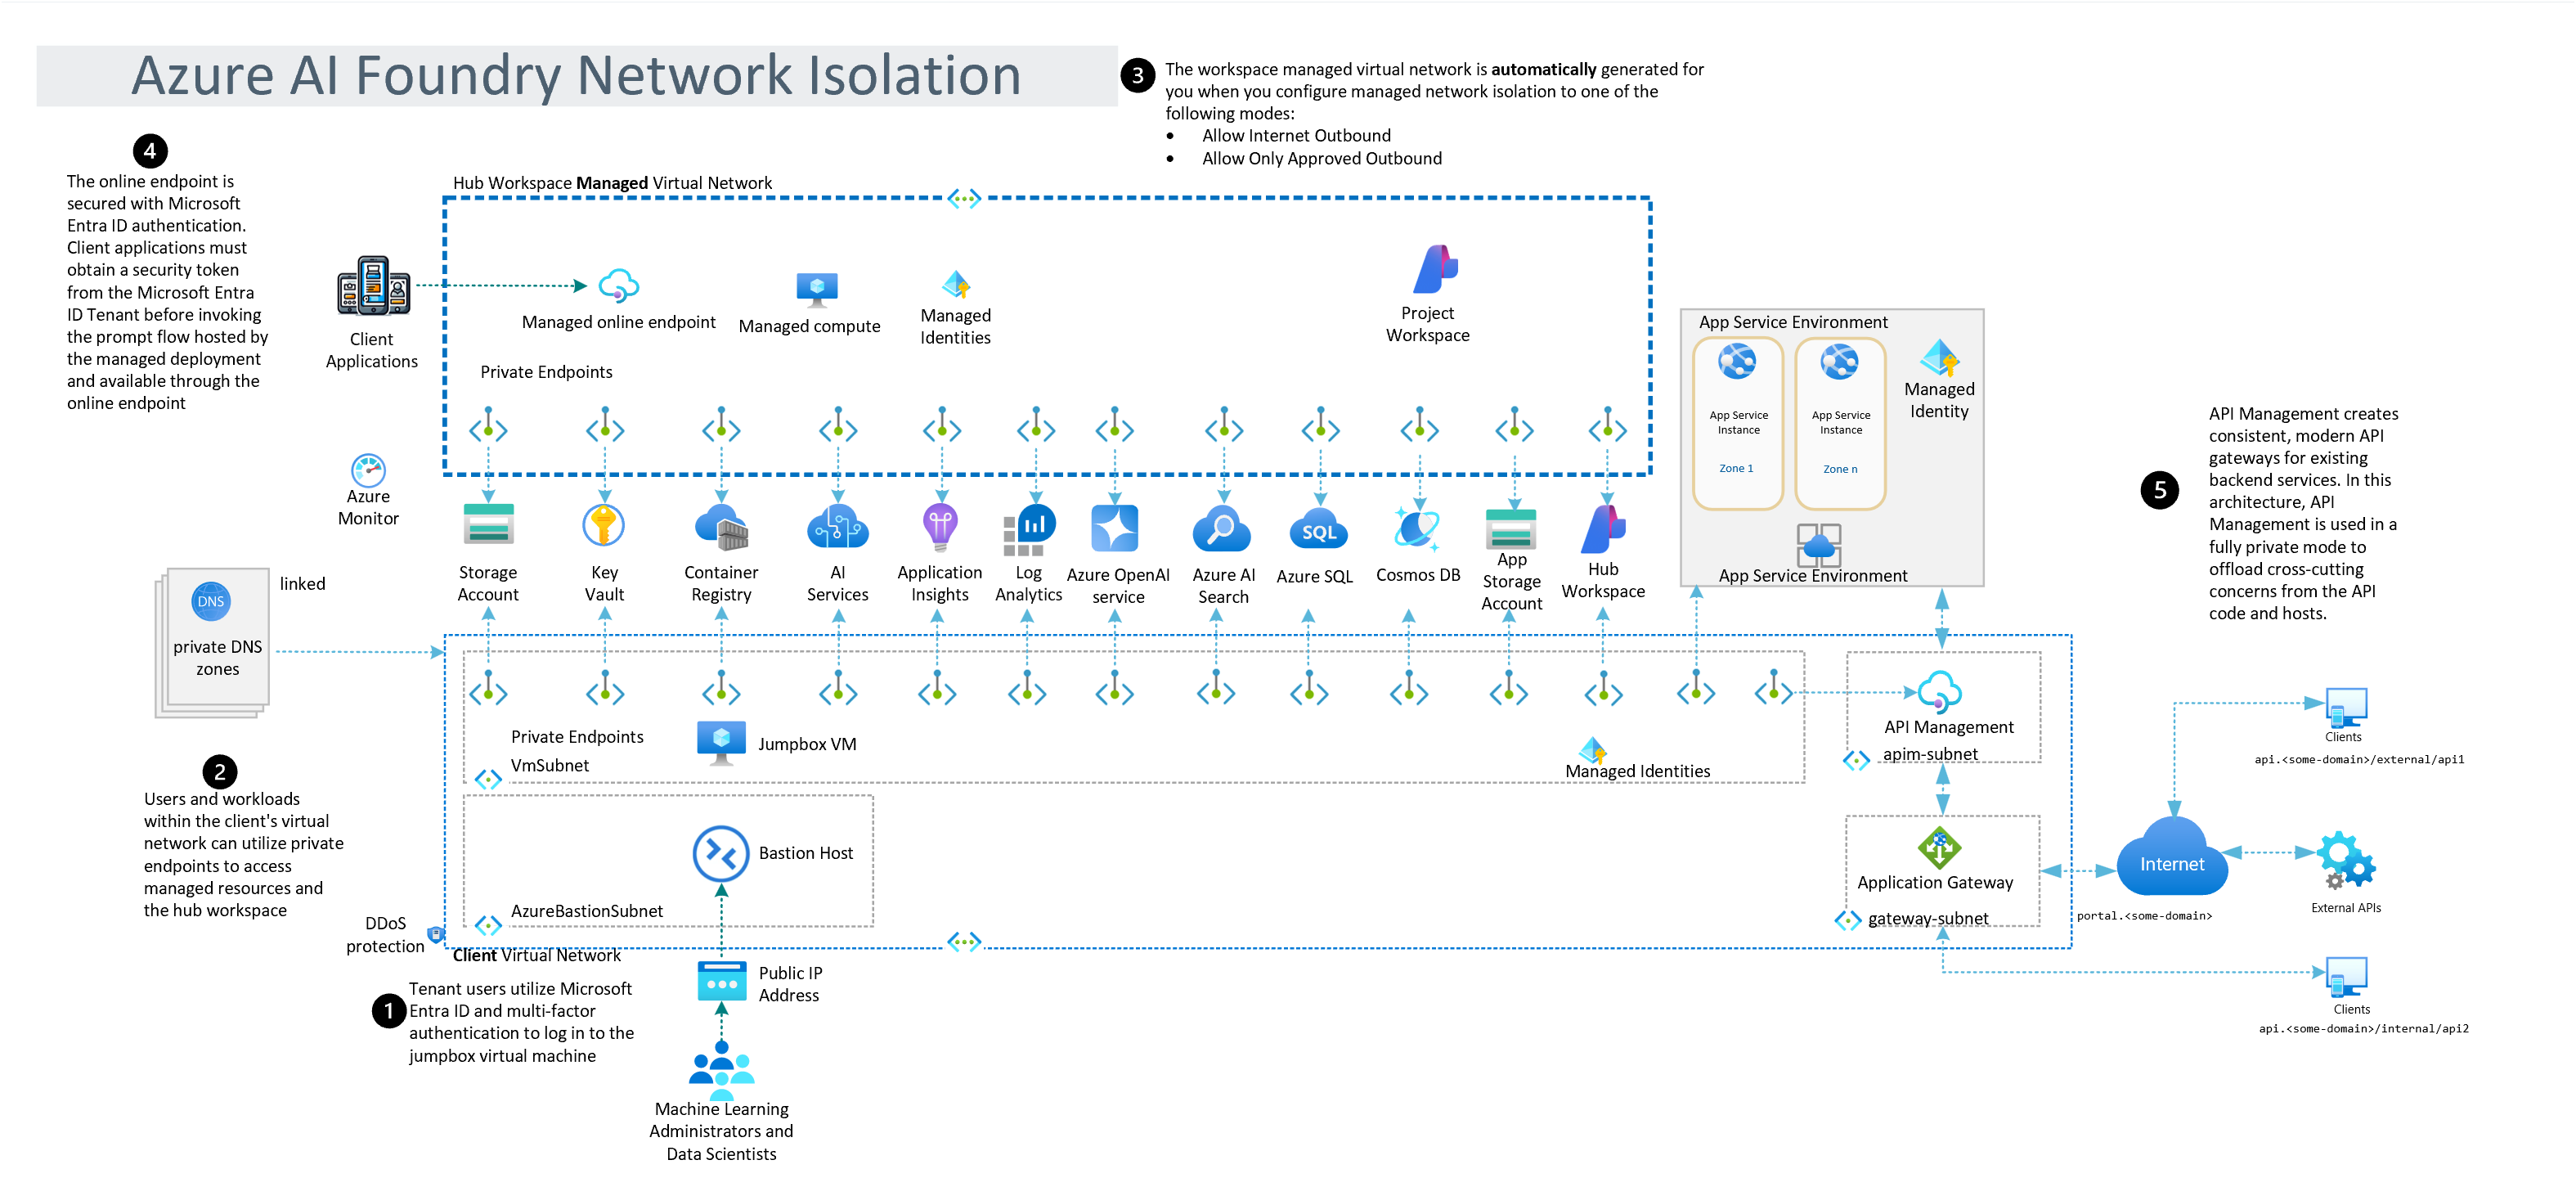 Azure AI Foundry Network Isolation
3
The workspace managed virtual network is automatically generated for
you when you configure managed network isolation to one of the
following modes:
• Allow Internet Outbound
• Allow Only Approved Outbound
4
The online endpoint is
secured with Microsoft
Entra ID authentication.
Client applications must
obtain a security token
from the Microsoft Entra
ID Tenant before invoking
the prompt flow hosted by
the managed deployment
and available through the
online endpoint
Hub Workspace Managed Virtual Network
Client
Applications
Managed online endpoint
Managed compute
Managed
Identities
Project
Workspace
Private Endpoints
App Service Environment
App Service
Instance
Zone 1
App Service
Instance
Zone n
Managed
Identity
App Service Environment
5
API Management creates
consistent, modern API
gateways for existing
backend services. In this
architecture, API
Management is used in a
fully private mode to
offload cross-cutting
concerns from the API
code and hosts.
Azure
Monitor
Storage
Account
Key
Vault
Container
Registry
AI
Services
Application
Insights
Log
Analytics
Azure OpenAI
service
Azure AI
Search
SQL
Azure SQL
Cosmos DB
App
Storage
Account
Hub
Workspace
DNS
private DNS
zones
linked
2
Users and workloads
within the client's virtual
network can utilize private
endpoints to access
managed resources and
the hub workspace
Private Endpoints
VmSubnet
Jumpbox VM
Managed Identities
API Management
apim-subnet
Bastion Host
AzureBastionSubnet
Application Gateway
gateway-subnet
Internet
portal.<some-domain>
Clients
api.<some-domain>/external/api1
External APIs
Clients
api.<some-domain>/internal/api2
DDoS
protection
Client Virtual Network
1
Tenant users utilize Microsoft
Entra ID and multi-factor
authentication to log in to the
jumpbox virtual machine
Public IP
Address
Machine Learning
Administrators and
Data Scientists